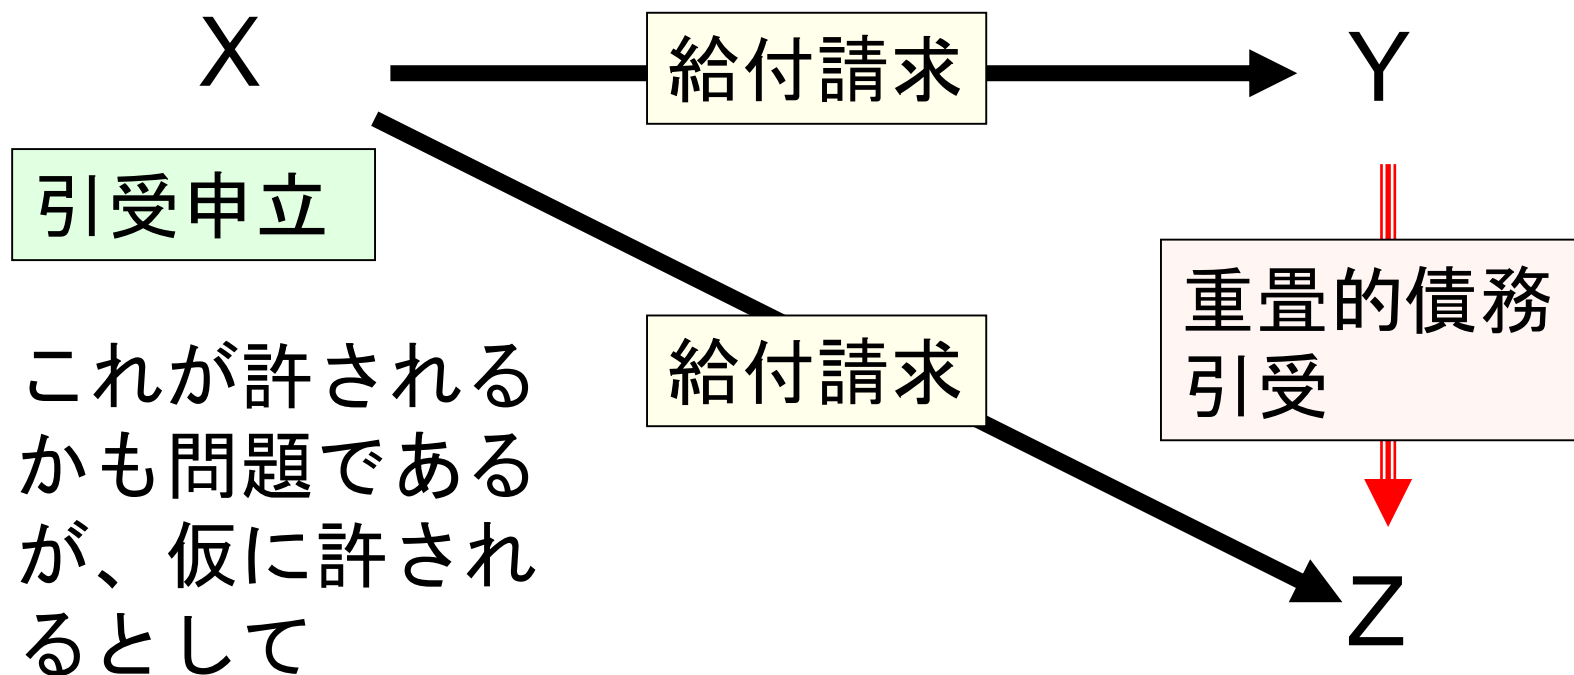 X
給付請求
Y
引受申立
給付請求
重畳的債務
引受
これが許される
かも問題である
が、仮に許され
るとして
Z